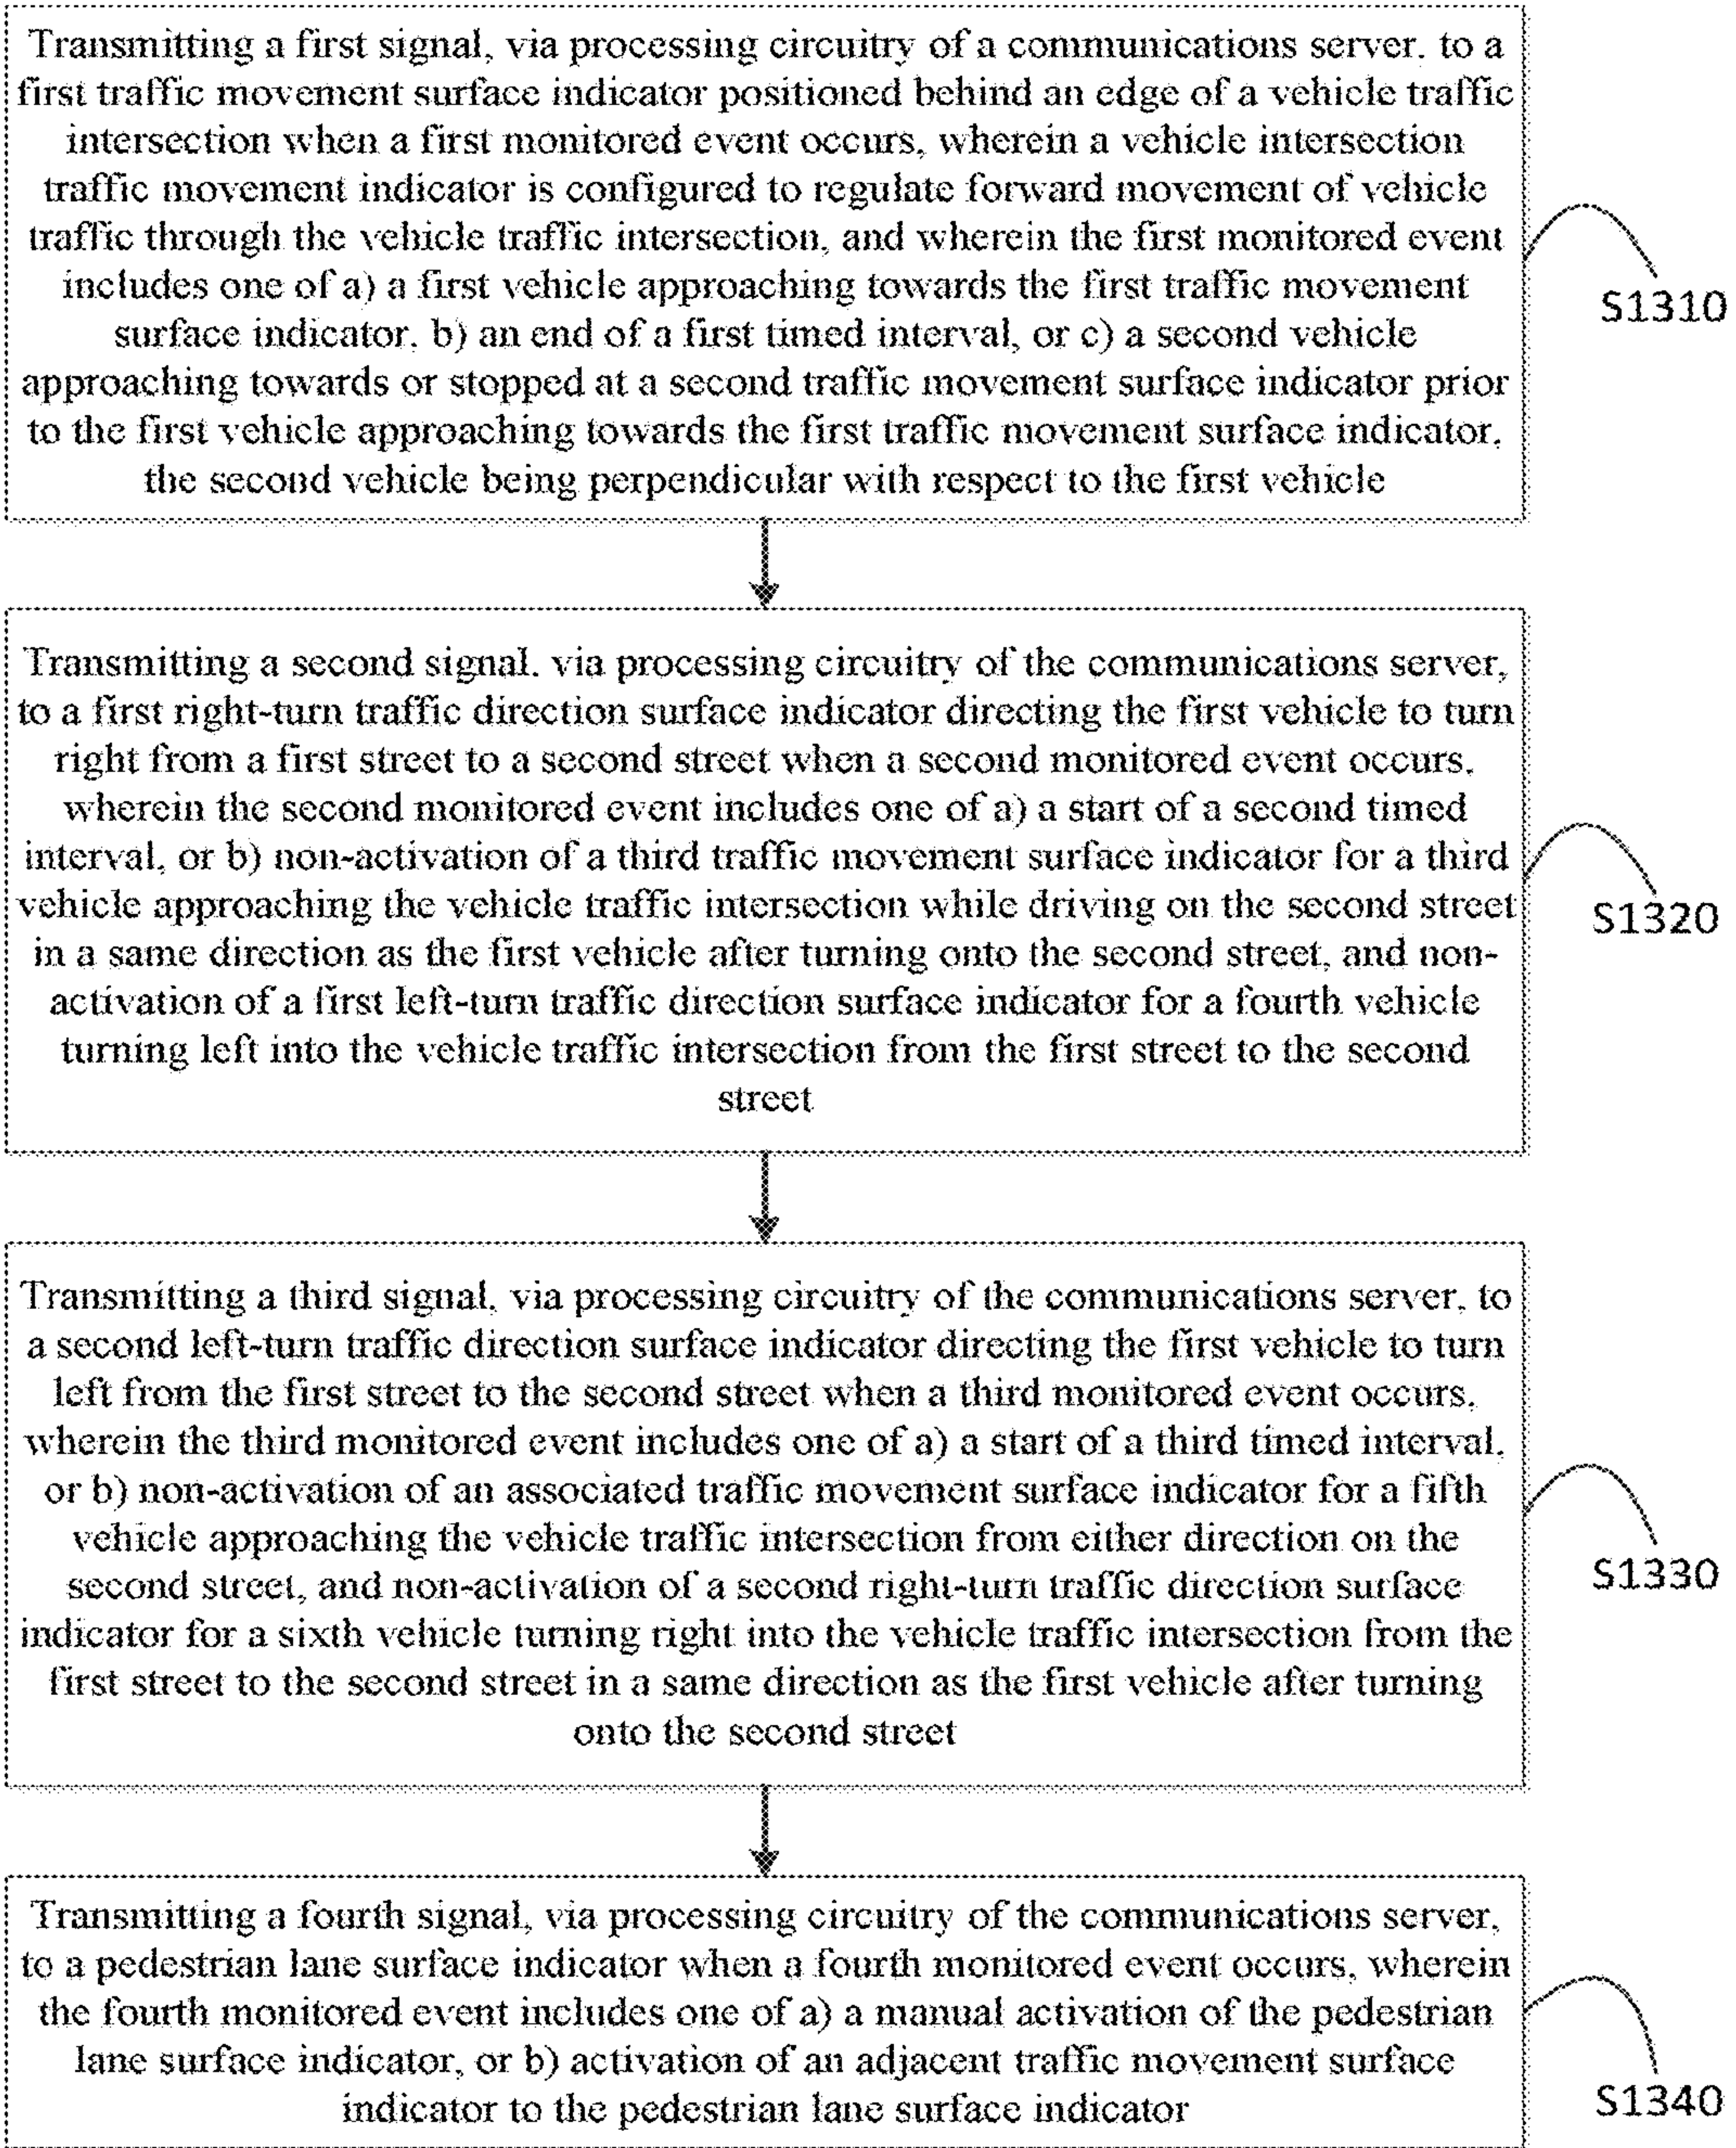 Transmitting a first signal, via processing circuitry of a communications server, to a
first traffic movement surface indicator positioned behind an edge of a vehicle traffic
intersection when a first monitored event occurs, wherein a vehicle intersection
traffic movement indicator is configured to regulate forward movement of vehicle
traffic through the vehicle traffic intersection, and wherein the first monitored event
includes one of a) a first vehicle approaching towards the first traffic movement
surface indicator, b) an end of a first timed interval, or c) a second vehicle
approaching towards or stopped at a second traffic movement surface indicator prior
to the first vehicle approaching towards the first traffic movement surface indicator,
the second vehicle being perpendicular with respect to the first vehicle
S1310
Transmitting a second signal, via processing circuitry of the communications server,
to a first right-turn traffic direction surface indicator directing the first vehicle to turn
right from a first street to a second street when a second monitored event occurs,
wherein the second monitored event includes one of a) a start of a second timed
interval, or b) non-activation of a third traffic movement surface indicator for a third
vehicle approaching the vehicle traffic intersection while driving on the second street
in a same direction as the first vehicle after turning onto the second street, and non-
activation of a first left-turn traffic direction surface indicator for a fourth vehicle
turning left into the vehicle traffic intersection from the first street to the second
street
S1320
Transmitting a third signal, via processing circuitry of the communications server, to
a second left-turn traffic direction surface indicator directing the first vehicle to turn
left from the first street to the second street when a third monitored event occurs,
wherein the third monitored event includes one of a) a start of a third timed interval,
or b) non-activation of an associated traffic movement surface indicator for a fifth
vehicle approaching the vehicle traffic intersection from either direction on the
second street, and non-activation of a second right-turn traffic direction surface
indicator for a sixth vehicle turning right into the vehicle traffic intersection from the
first street to the second street in a same direction as the first vehicle after turning
onto the second street
S1330
Transmitting a fourth signal, via processing circuitry of the communications server,
to a pedestrian lane surface indicator when a fourth monitored event occurs, wherein
the fourth monitored event includes one of a) a manual activation of the pedestrian
lane surface indicator, or b) activation of an adjacent traffic movement surface
indicator to the pedestrian lane surface indicator
S1340